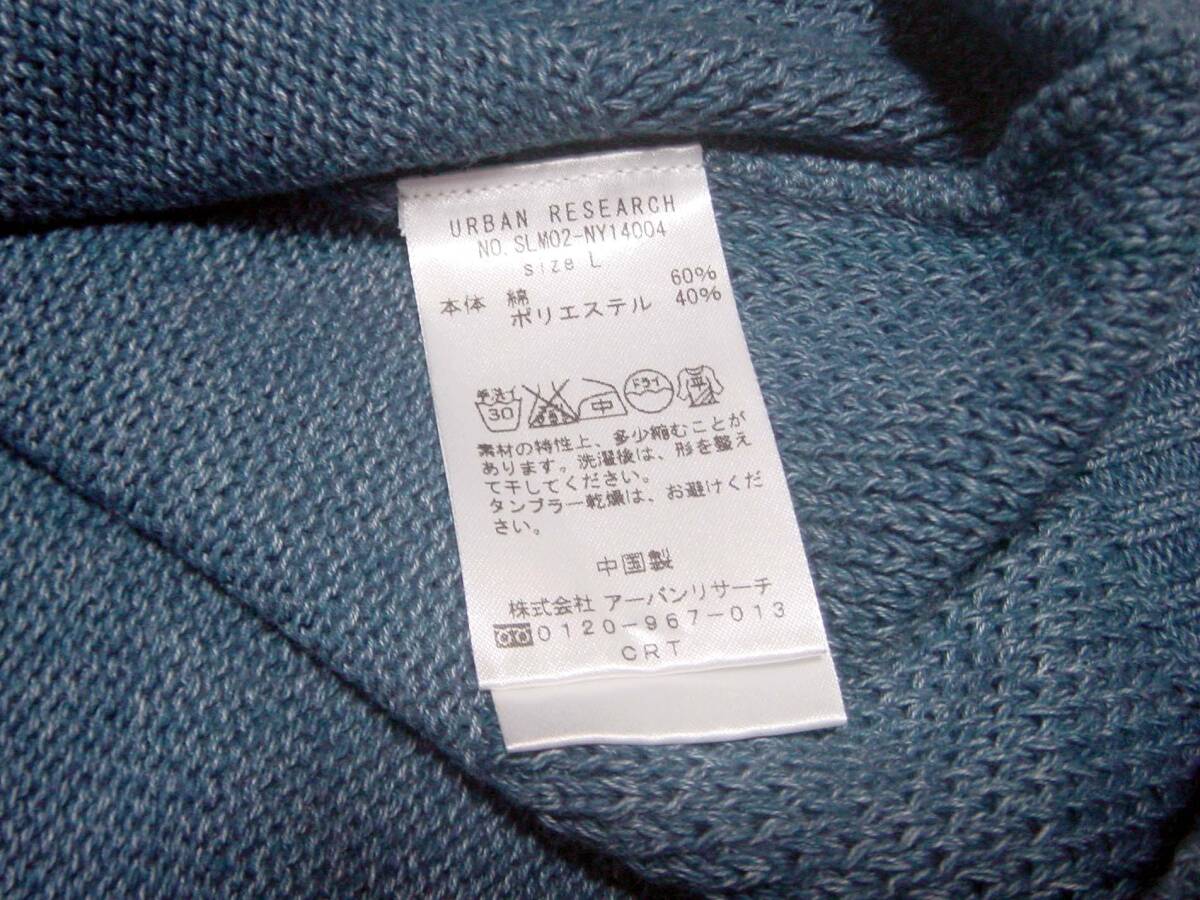 URBAN RESEARCH
NO.SLM02-NY14004
size L
本体 綿 60%
ポリエステル 40%
手洗イ 30 中 ドライ 平
素材の特性上、多少縮むことが
あります。洗濯後は、形を整え
て干してください。
タンブラー乾燥は、お避けくだ
さい。
中国製
株式会社 アーバンリサーチ
0120-967-013
CRT